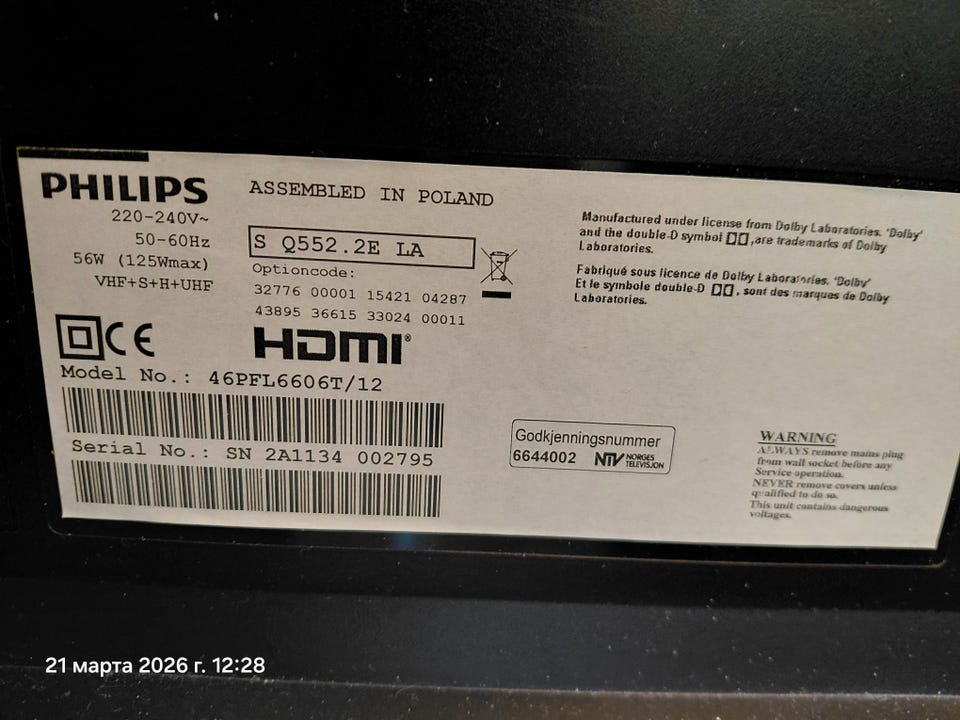 PHILIPS
ASSEMBLED IN POLAND
220-240V~
50-60Hz
56W (125Wmax)
VHF+S+H+UHF
S Q552.2E LA
Optioncode:
32776 00001 15421 04287
43895 36615 33024 00011
CE
HDMI®
Model No.: 46PFL6606T/12
Serial No.: SN 2A1134 002795
Manufactured under license from Dolby Laboratories. 'Dolby'
and the double-D symbol ,are trademarks of Dolby
Laboratories.
Fabriqué sous licence de Dolby Laboratories. 'Dolby'
Et le symbole double-D , sont des marques de Dolby
Laboratories.
Godkjenningsnummer
6644002 NTV NORGES
TELEVISJON
WARNING
ALWAYS remove mains plug
from wall socket before any
Service operation.
NEVER remove covers unless
qualified to do so.
This unit contains dangerous
voltages.
21 марта 2026 г. 12:28